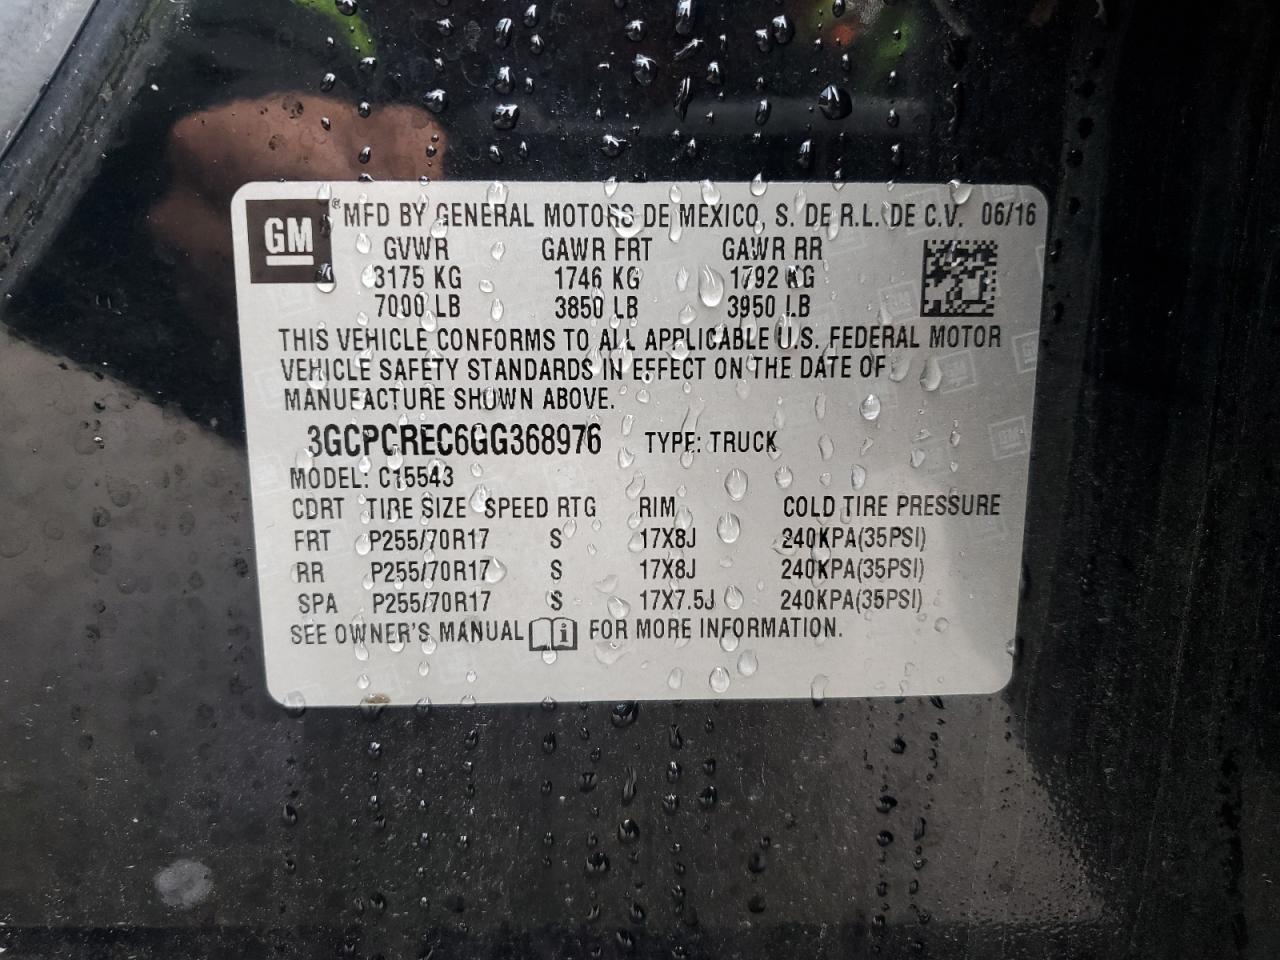 GM ® MFD BY GENERAL MOTORS DE MEXICO, S. DE R.L. DE C.V. 06/16
GVWR GAWR FRT GAWR RR
3175 KG 1746 KG 1792 KG
7000 LB 3850 LB 3950 LB
THIS VEHICLE CONFORMS TO ALL APPLICABLE U.S. FEDERAL MOTOR
VEHICLE SAFETY STANDARDS IN EFFECT ON THE DATE OF
MANUFACTURE SHOWN ABOVE.
3GCPCREC6GG368976 TYPE: TRUCK
MODEL: C15543
CDRT TIRE SIZE SPEED RTG RIM COLD TIRE PRESSURE
FRT P255/70R17 S 17X8J 240KPA(35PSI)
RR P255/70R17 S 17X8J 240KPA(35PSI)
SPA P255/70R17 S 17X7.5J 240KPA(35PSI)
SEE OWNER'S MANUAL i FOR MORE INFORMATION.